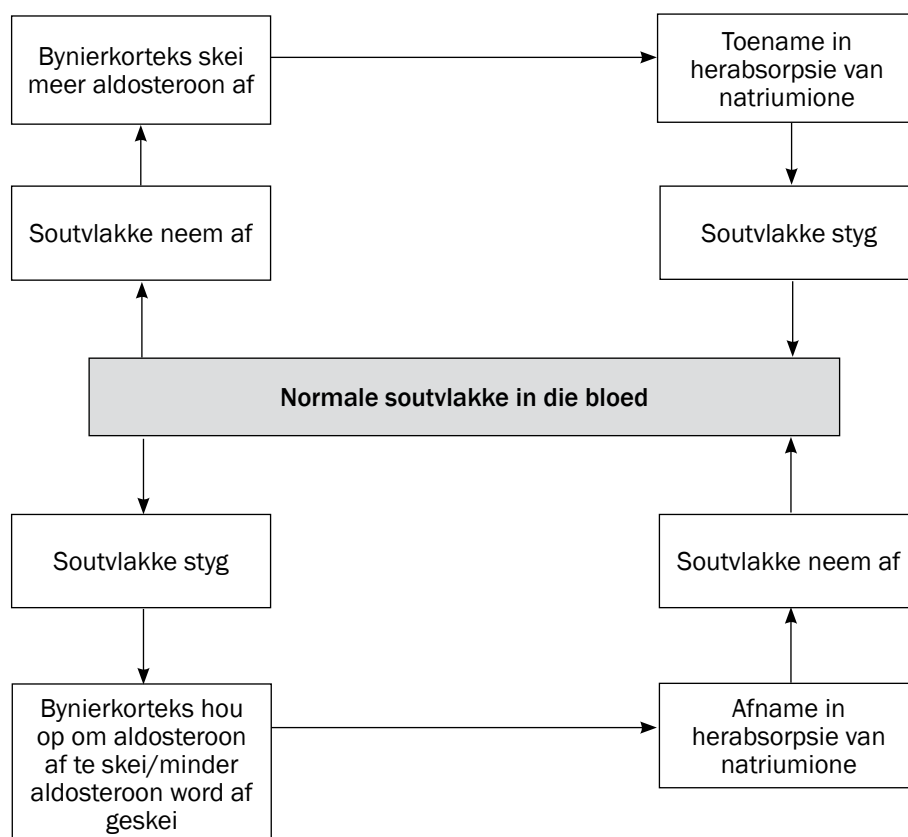 Bynierkorteks skei
meer aldosteroon af
Toename in
herabsorpsie van
natriumione
Soutvlakke neem af
Soutvlakke styg
Normale soutvlakke in die bloed
Soutvlakke styg
Soutvlakke neem af
Bynierkorteks hou
op om aldosteroon
af te skei/minder
aldosteroon word af
geskei
Afname in
herabsorpsie van
natriumione